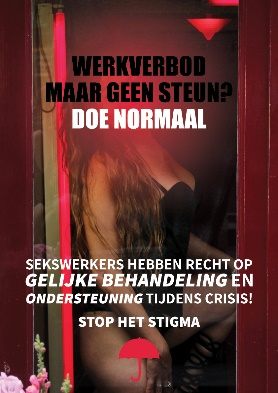 WERKVERBOD
MAAR GEEN STEUN?
DOE NORMAAL
SEKSWERKERS HEBBEN RECHT OP
GELIJKE BEHANDELING EN
ONDERSTEUNING TIJDENS CRISIS!
STOP HET STIGMA